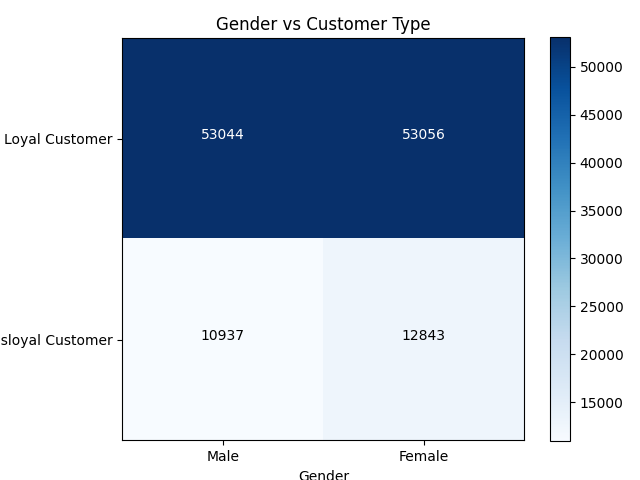 Gender vs Customer Type
Loyal Customer
53044
53056
sloyal Customer
10937
12843
Male
Female
Gender
50000
45000
40000
35000
30000
25000
20000
15000